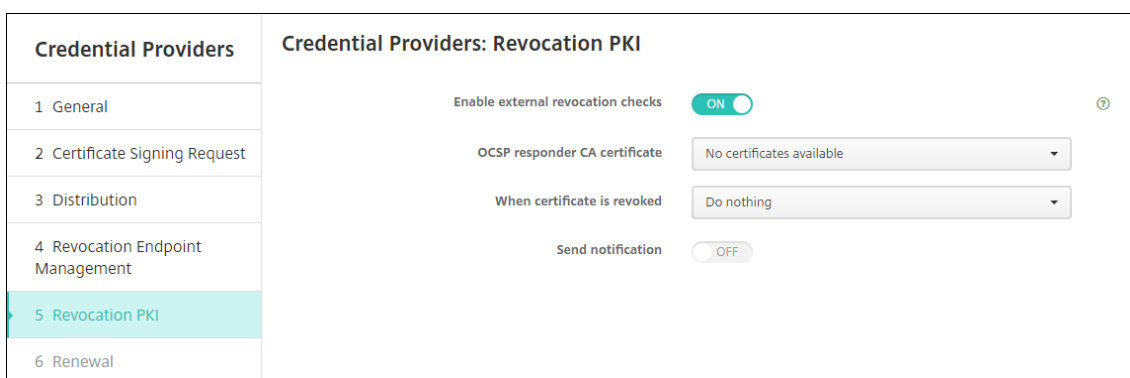 Credential Providers
1 General
2 Certificate Signing Request
3 Distribution
4 Revocation Endpoint
Management
5 Revocation PKI
6 Renewal
Credential Providers: Revocation PKI
Enable external revocation checks
ON
?
OCSP responder CA certificate
No certificates available
When certificate is revoked
Do nothing
Send notification
OFF